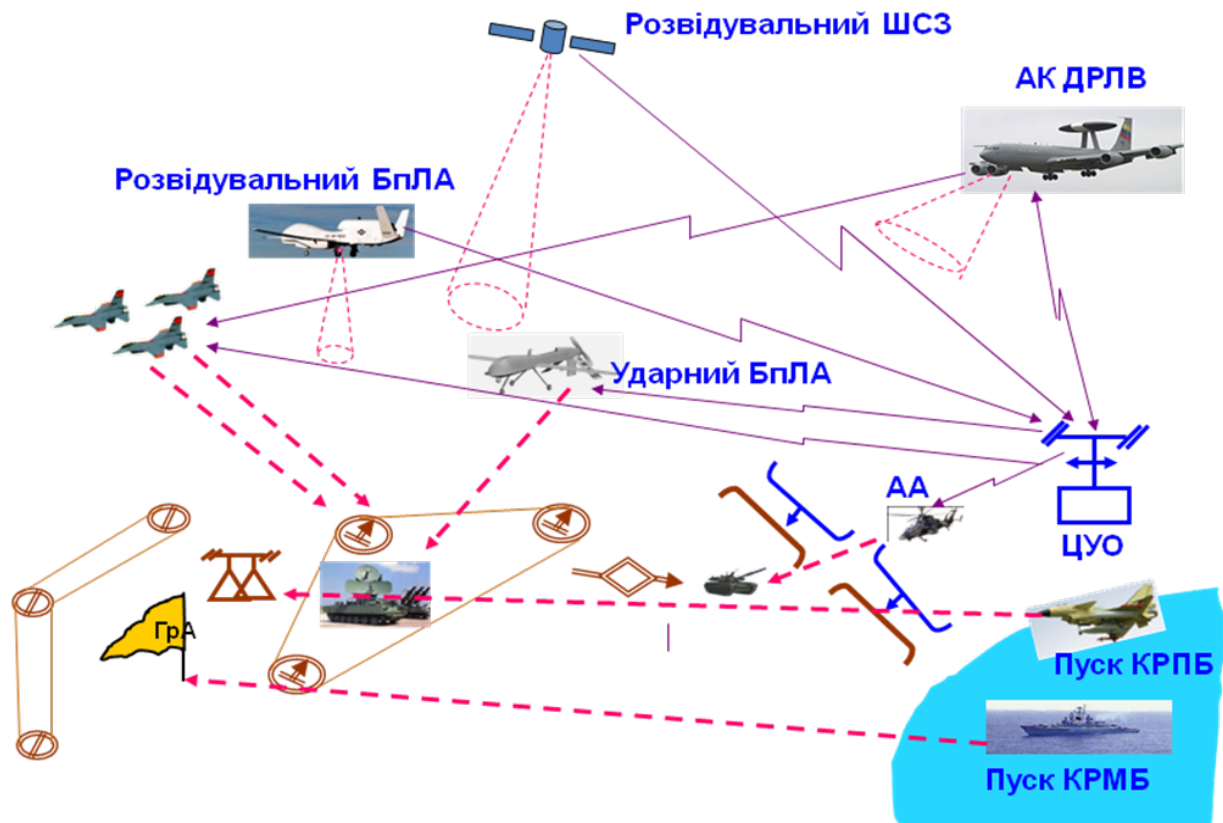 Розвідувальний ШСЗ
АК ДРЛВ
Розвідувальний БпЛА
Ударний БпЛА
АА
ЦУО
ГрА
Пуск КРПБ
Пуск КРМБ